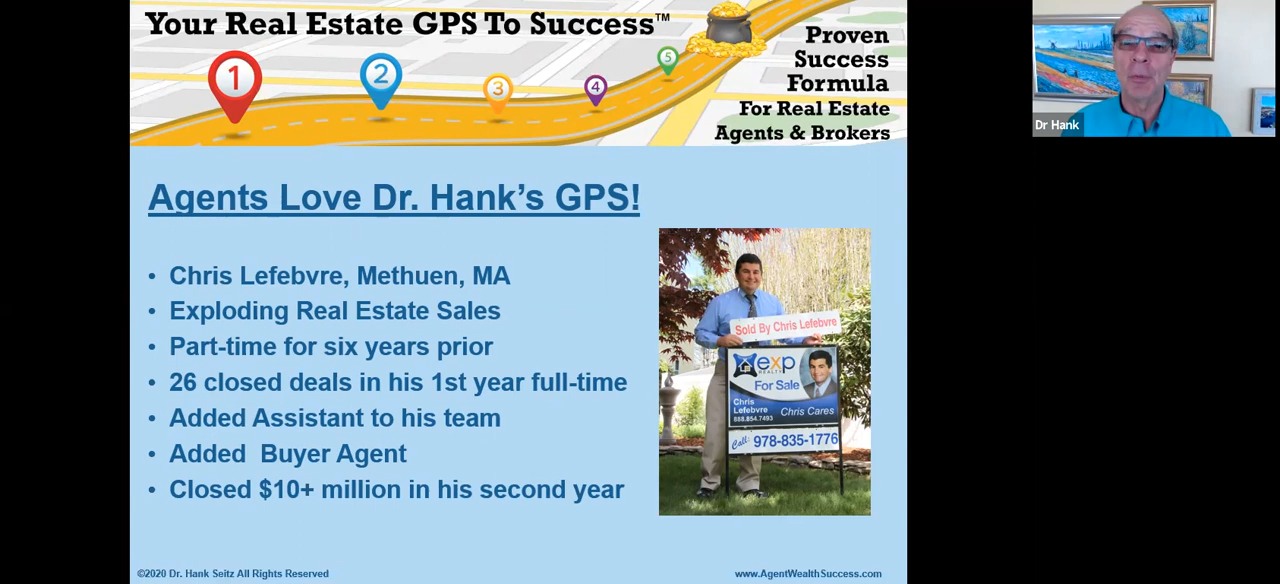 Your Real Estate GPS To Success™
1
2
3
4
5
Proven
Success
Formula
For Real Estate
Agents & Brokers
Dr Hank
Agents Love Dr. Hank’s GPS!
• Chris Lefebvre, Methuen, MA
• Exploding Real Estate Sales
• Part-time for six years prior
• 26 closed deals in his 1st year full-time
• Added Assistant to his team
• Added  Buyer Agent
• Closed $10+ million in his second year
Sold By Chris Lefebvre
exp
REALTY
For Sale
Chris
Lefebvre
888.854.7493
Chris Cares
Call: 978-835-1776
©2020 Dr. Hank Seitz All Rights Reserved
www.AgentWealthSuccess.com